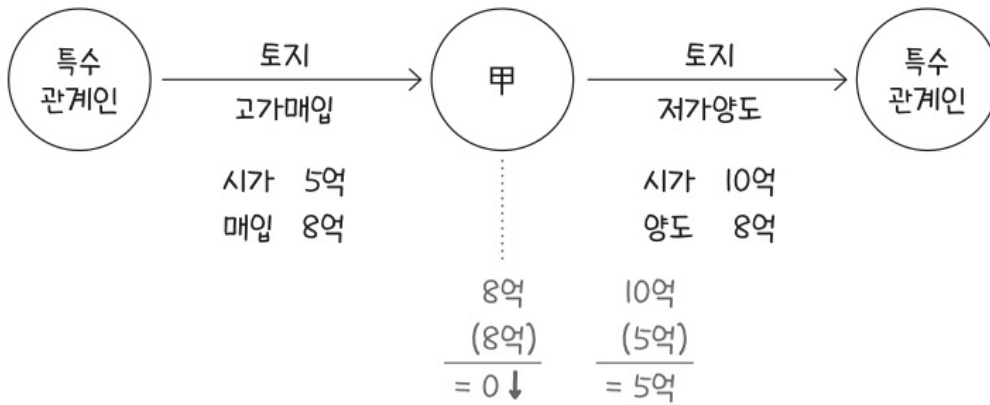 특수
관계인
토지
고가매입
시가 5억
매입 8억
甲
토지
저가양도
시가 10억
양도 8억
특수
관계인
8억
(8억)
= 0↓
10억
(5억)
= 5억